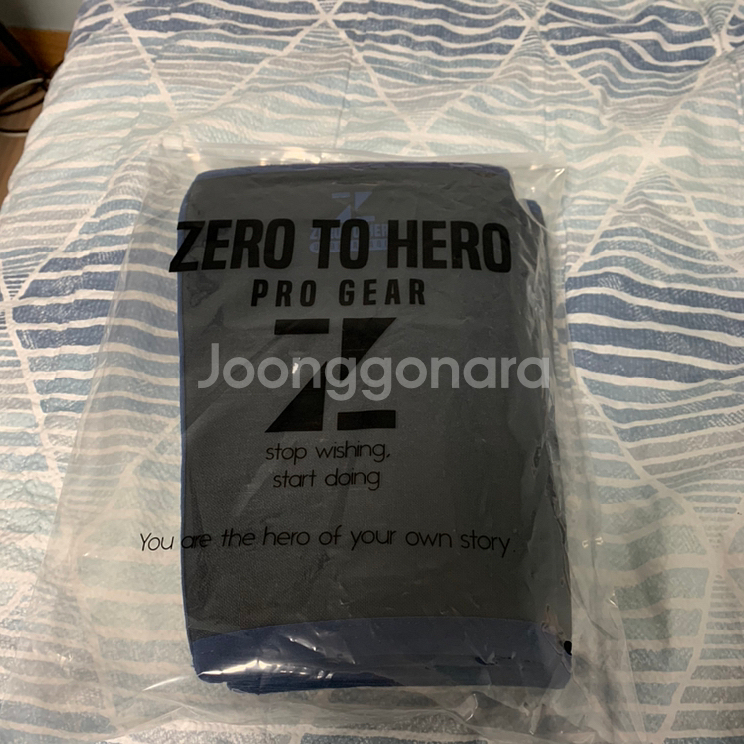 ZERO TO HERO
PRO GEAR
Joonggonara
stop wishing,
start doing
You are the hero of your own story.